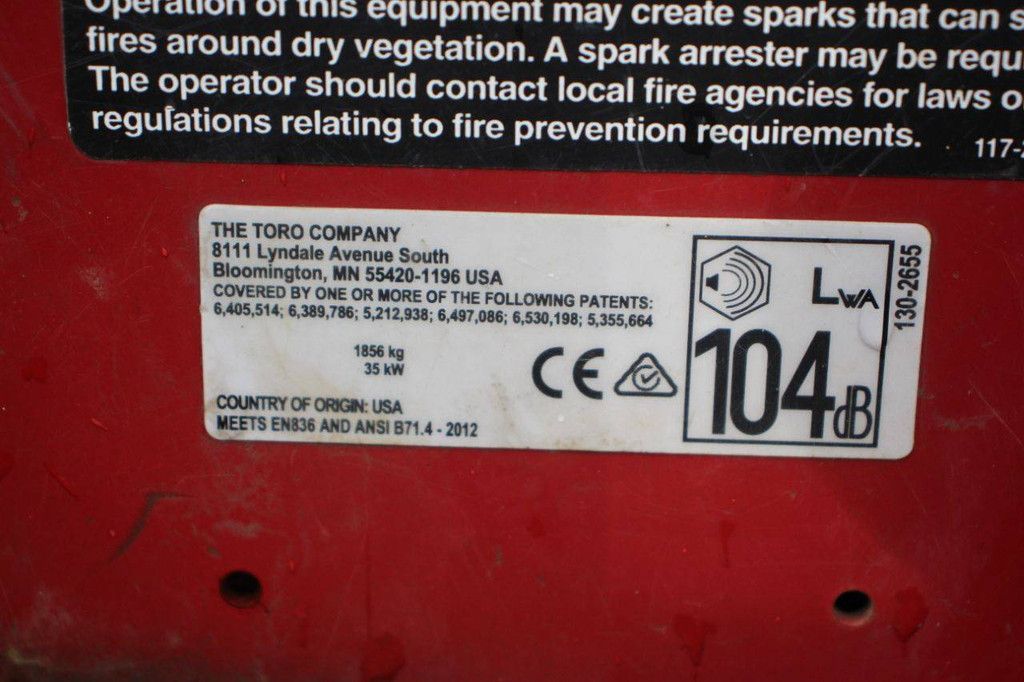 Operation of this equipment may create sparks that can
fires around dry vegetation. A spark arrester may be
The operator should contact local fire agencies for laws
regulations relating to fire prevention requirements.
117-
THE TORO COMPANY
8111 Lyndale Avenue South
Bloomington, MN 55420-1196 USA
COVERED BY ONE OR MORE OF THE FOLLOWING PATENTS:
6,405,514; 6,389,786; 5,212,938; 6,497,086; 6,530,198; 5,355,664
1856 kg
35 kW
COUNTRY OF ORIGIN: USA
MEETS EN836 AND ANSI B71.4 - 2012
CE
LWA
104dB
130-2655